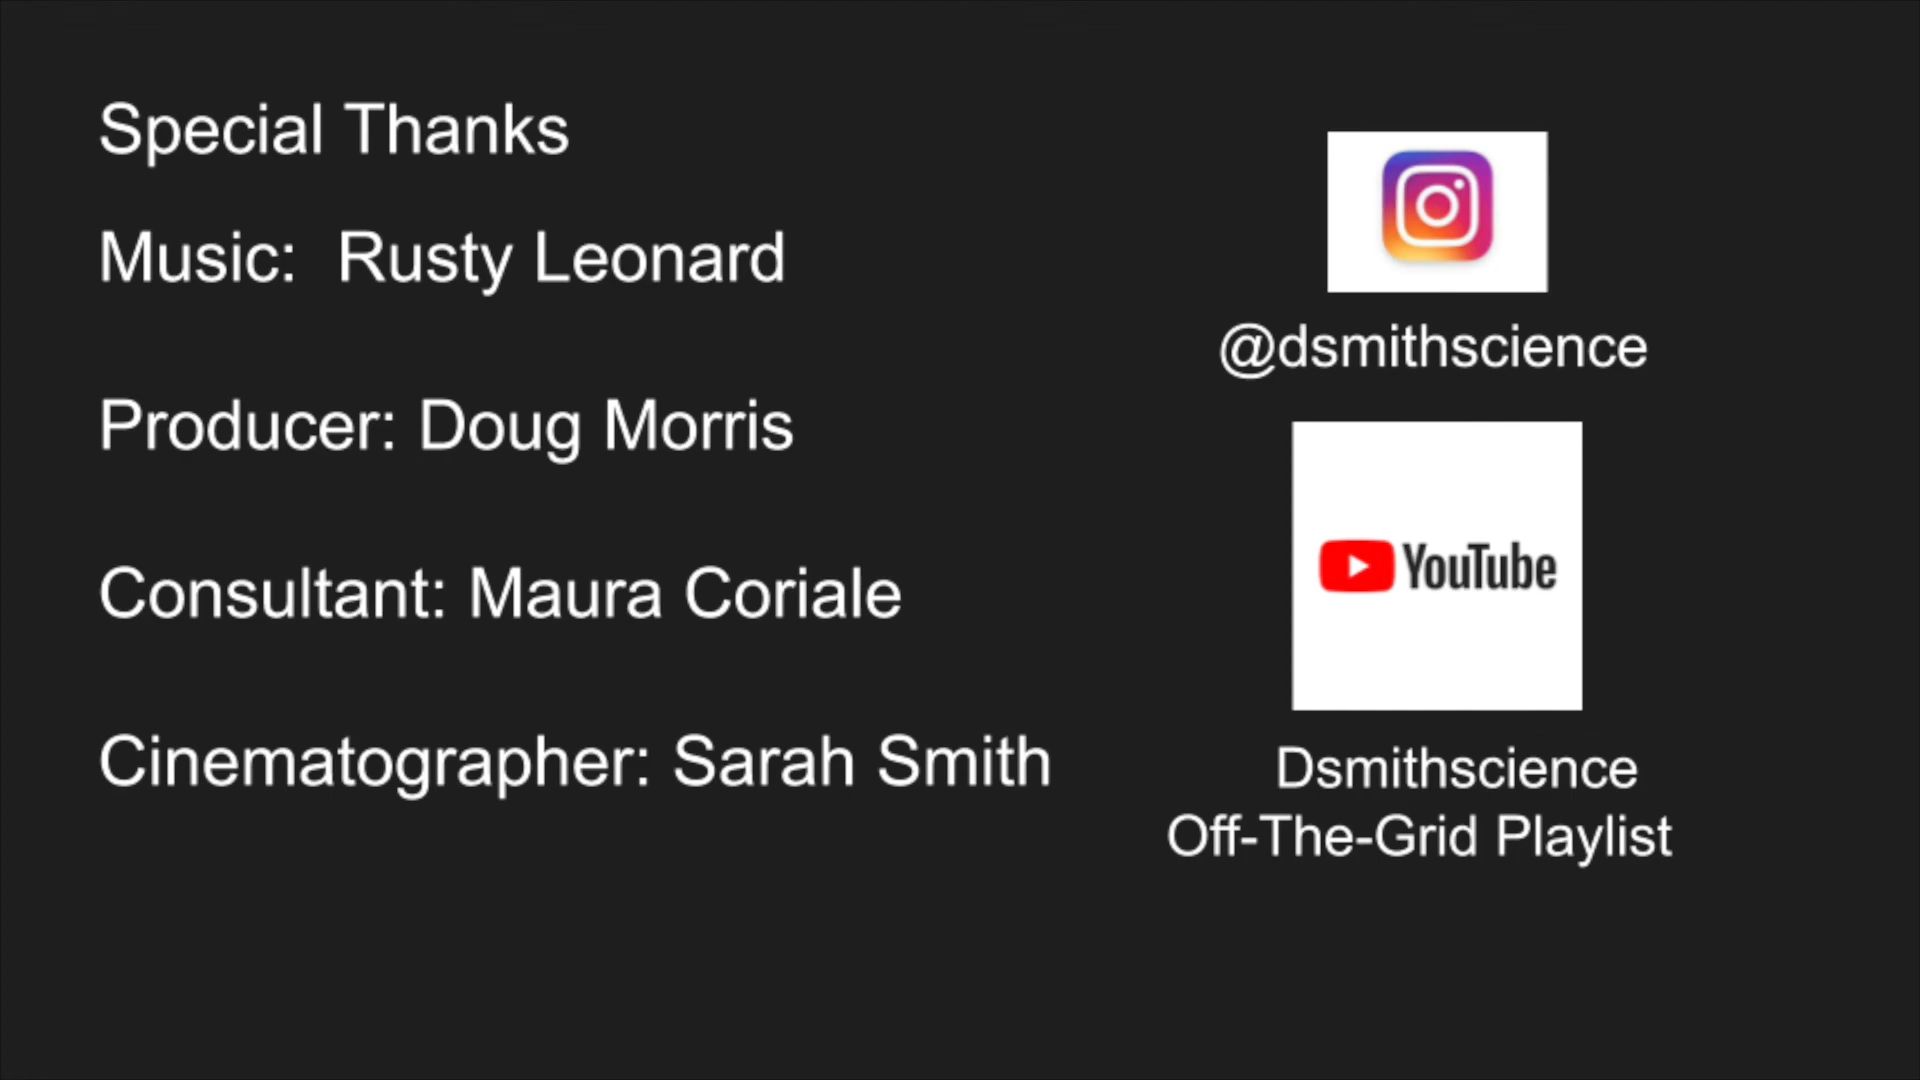 Special Thanks
Music:  Rusty Leonard
Producer: Doug Morris
Consultant: Maura Coriale
Cinematographer: Sarah Smith
@dsmithscience
YouTube
Dsmithscience
Off-The-Grid Playlist